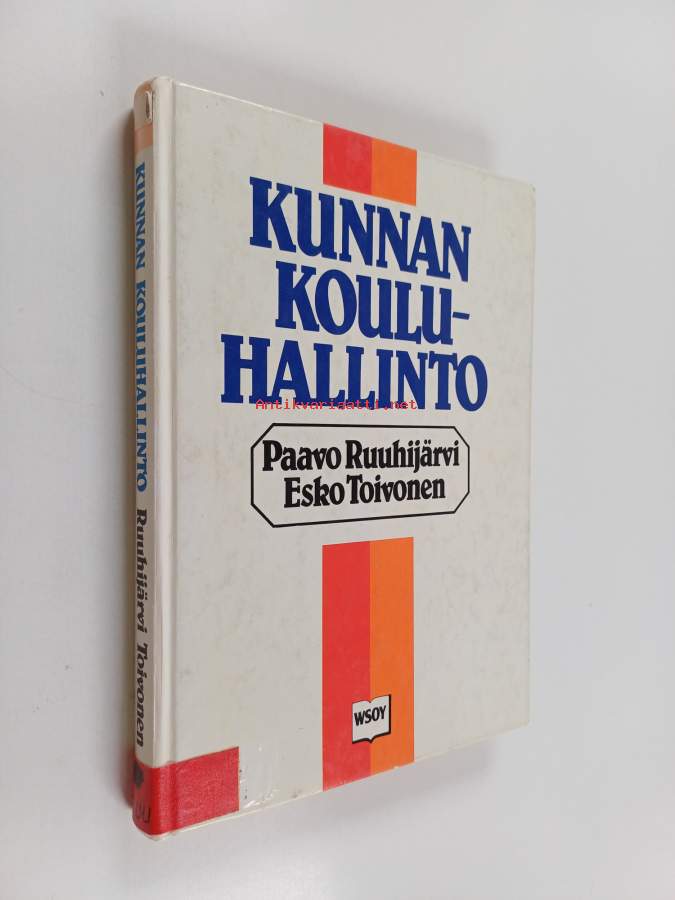 KUNNAN
KOULU-
HALLINTO
Antikvariaatti.net
Paavo Ruuhijärvi
Esko Toivonen
WSOY
KUNNAN KOULUHALLINTO Ruuhijärvi Toivonen